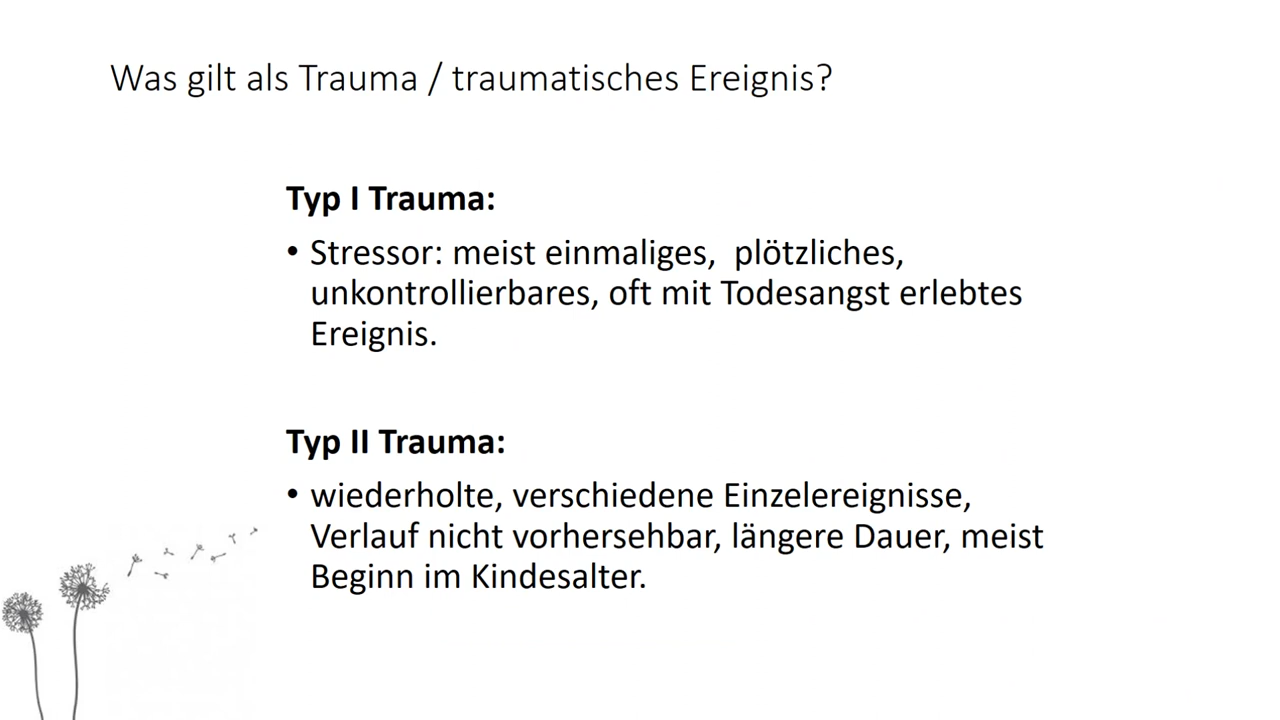 Was gilt als Trauma / traumatisches Ereignis?
Typ I Trauma:
• Stressor: meist einmaliges,  plötzliches,
unkontrollierbares, oft mit Todesangst erlebtes
Ereignis.
Typ II Trauma:
• wiederholte, verschiedene Einzelereignisse,
Verlauf nicht vorhersehbar, längere Dauer, meist
Beginn im Kindesalter.